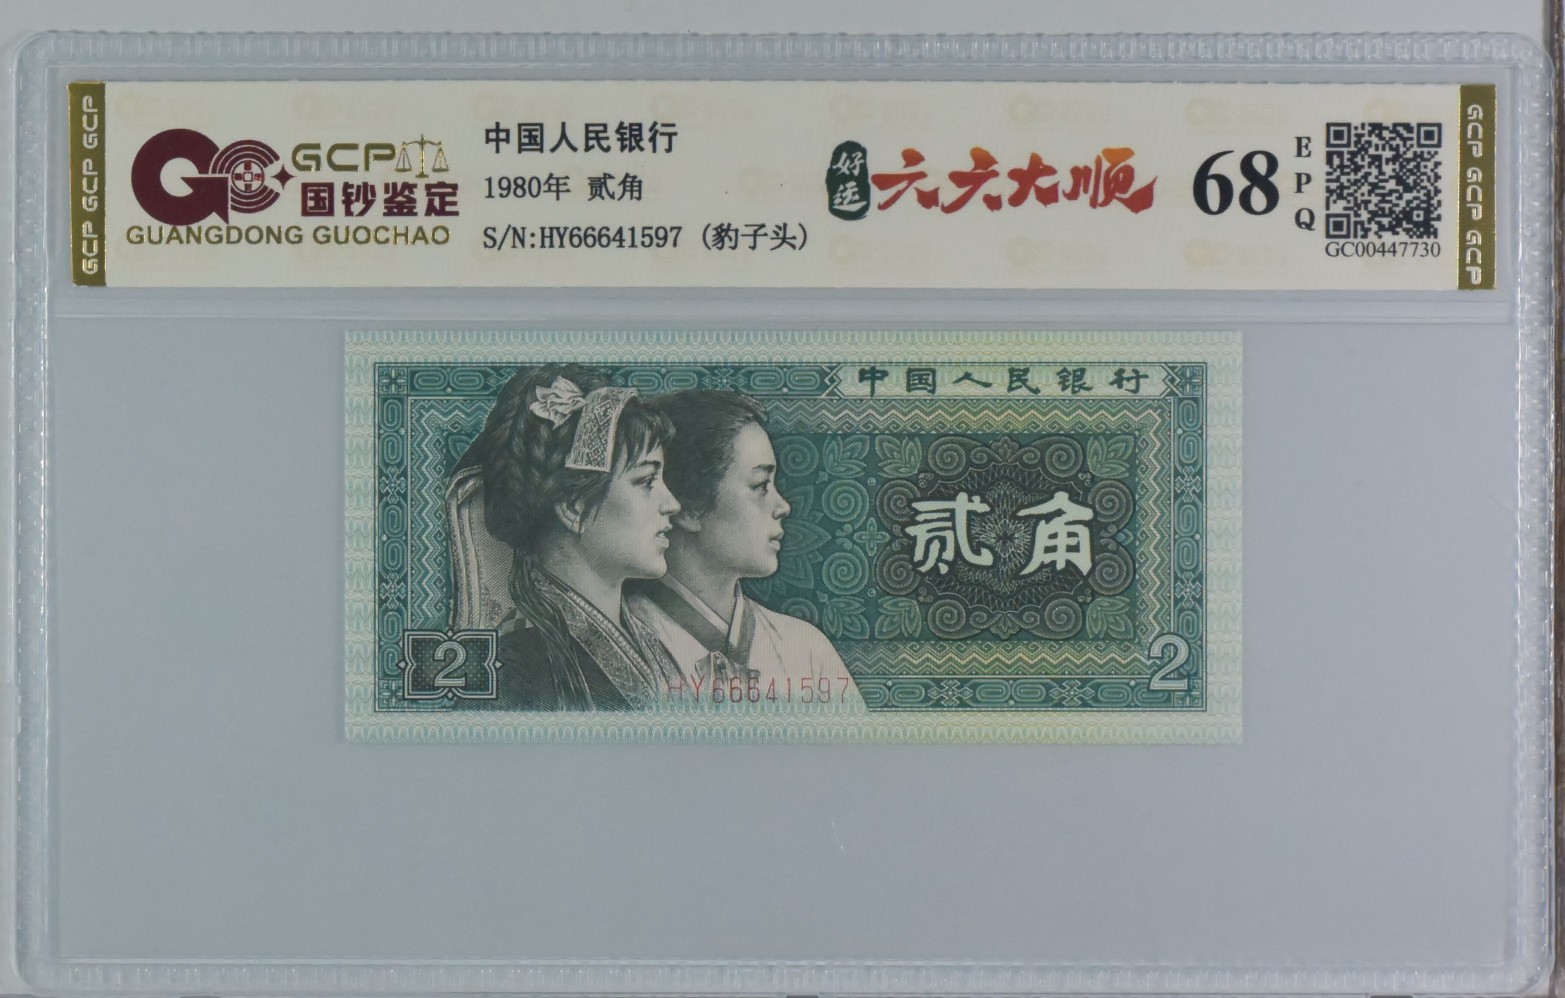 GCP GCP GCP
GCP
国钞鉴定
GUANGDONG GUOCHAO
中国人民银行
1980年 贰角
S/N:HY66641597 (豹子头)
好运
六六大顺
68
EPQ
GC00447730
GCP GCP GCP
中国人民银行
贰角
2
2
HY66641597